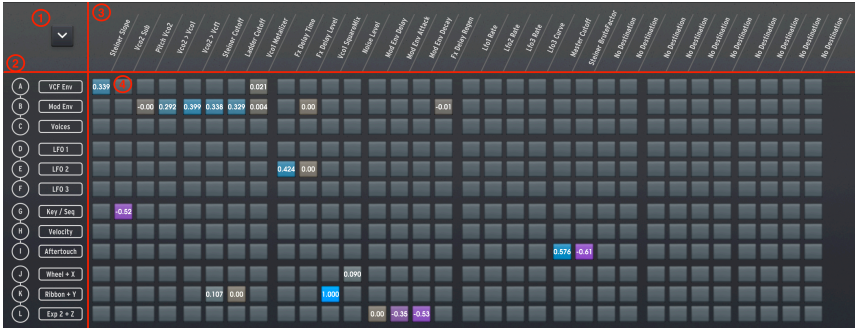 1
3
Steiner Slope
Vco2 Sub
Pitch Vco2
Vco2 > Vco1
Vco2 > Vcf1
Steiner Cutoff
Ladder Cutoff
Vco1 Metalizer
Fx Delay Time
Fx Delay Level
Vco1 SquareMix
Noise Level
Mod Env Delay
Mod Env Attack
Mod Env Decay
Fx Delay Ropen
Lfo1 Rate
Lfo2 Rate
Lfo3 Rate
Lfo3 Curve
Master Cutoff
Steiner BruteFactor
No Destination
No Destination
No Destination
No Destination
No Destination
No Destination
No Destination
No Destination
No Destination
2
A VCF Env 0.339 0.021
B Mod Env -0.00 0.292 0.399 0.338 0.329 0.004 0.00 -0.01
C Voices
D LFO 1
E LFO 2 0.424 0.00
F LFO 3
G Key / Seq -0.52
H Velocity
I Aftertouch 0.576 -0.61
J Wheel + X 0.090
K Ribbon + Y 0.107 0.00 1.000
L Exp 2 + Z 0.00 -0.35 -0.53